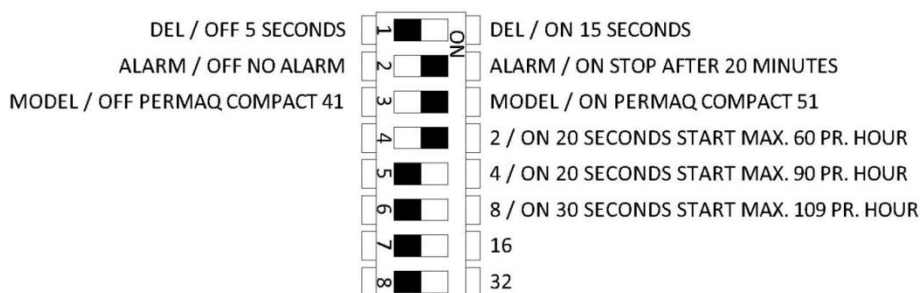 DEL / OFF 5 SECONDS 1 ON DEL / ON 15 SECONDS
ALARM / OFF NO ALARM 2 ALARM / ON STOP AFTER 20 MINUTES
MODEL / OFF PERMAQ COMPACT 41 3 MODEL / ON PERMAQ COMPACT 51
4 2 / ON 20 SECONDS START MAX. 60 PR. HOUR
5 4 / ON 20 SECONDS START MAX. 90 PR. HOUR
6 8 / ON 30 SECONDS START MAX. 109 PR. HOUR
7 16
8 32